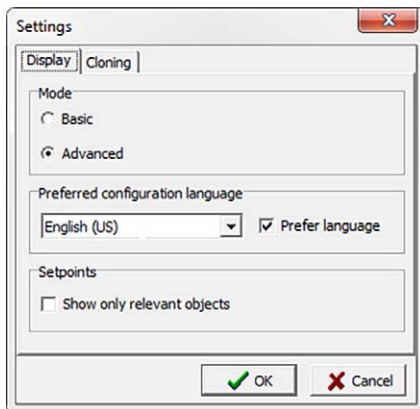 Settings
Display Cloning
Mode
Basic
Advanced
Preferred configuration language
English (US) Prefer language
Setpoints
Show only relevant objects
OK Cancel